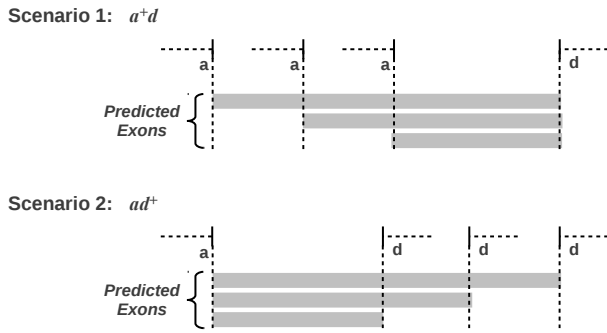 Scenario 1: a⁺d
a a a d
Predicted
Exons
Scenario 2: ad⁺
a d d d
Predicted
Exons